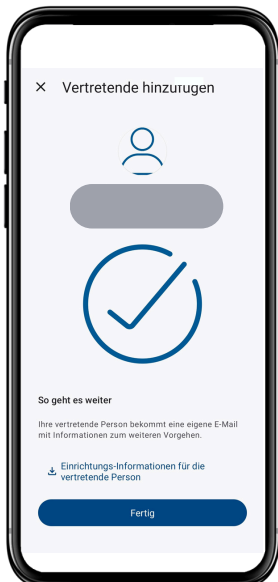 Vertretende hinzufügen
So geht es weiter
Ihre vertretende Person bekommt eine eigene E-Mail
mit Informationen zum weiteren Vorgehen.
Einrichtungs-Informationen für die
vertretende Person
Fertig